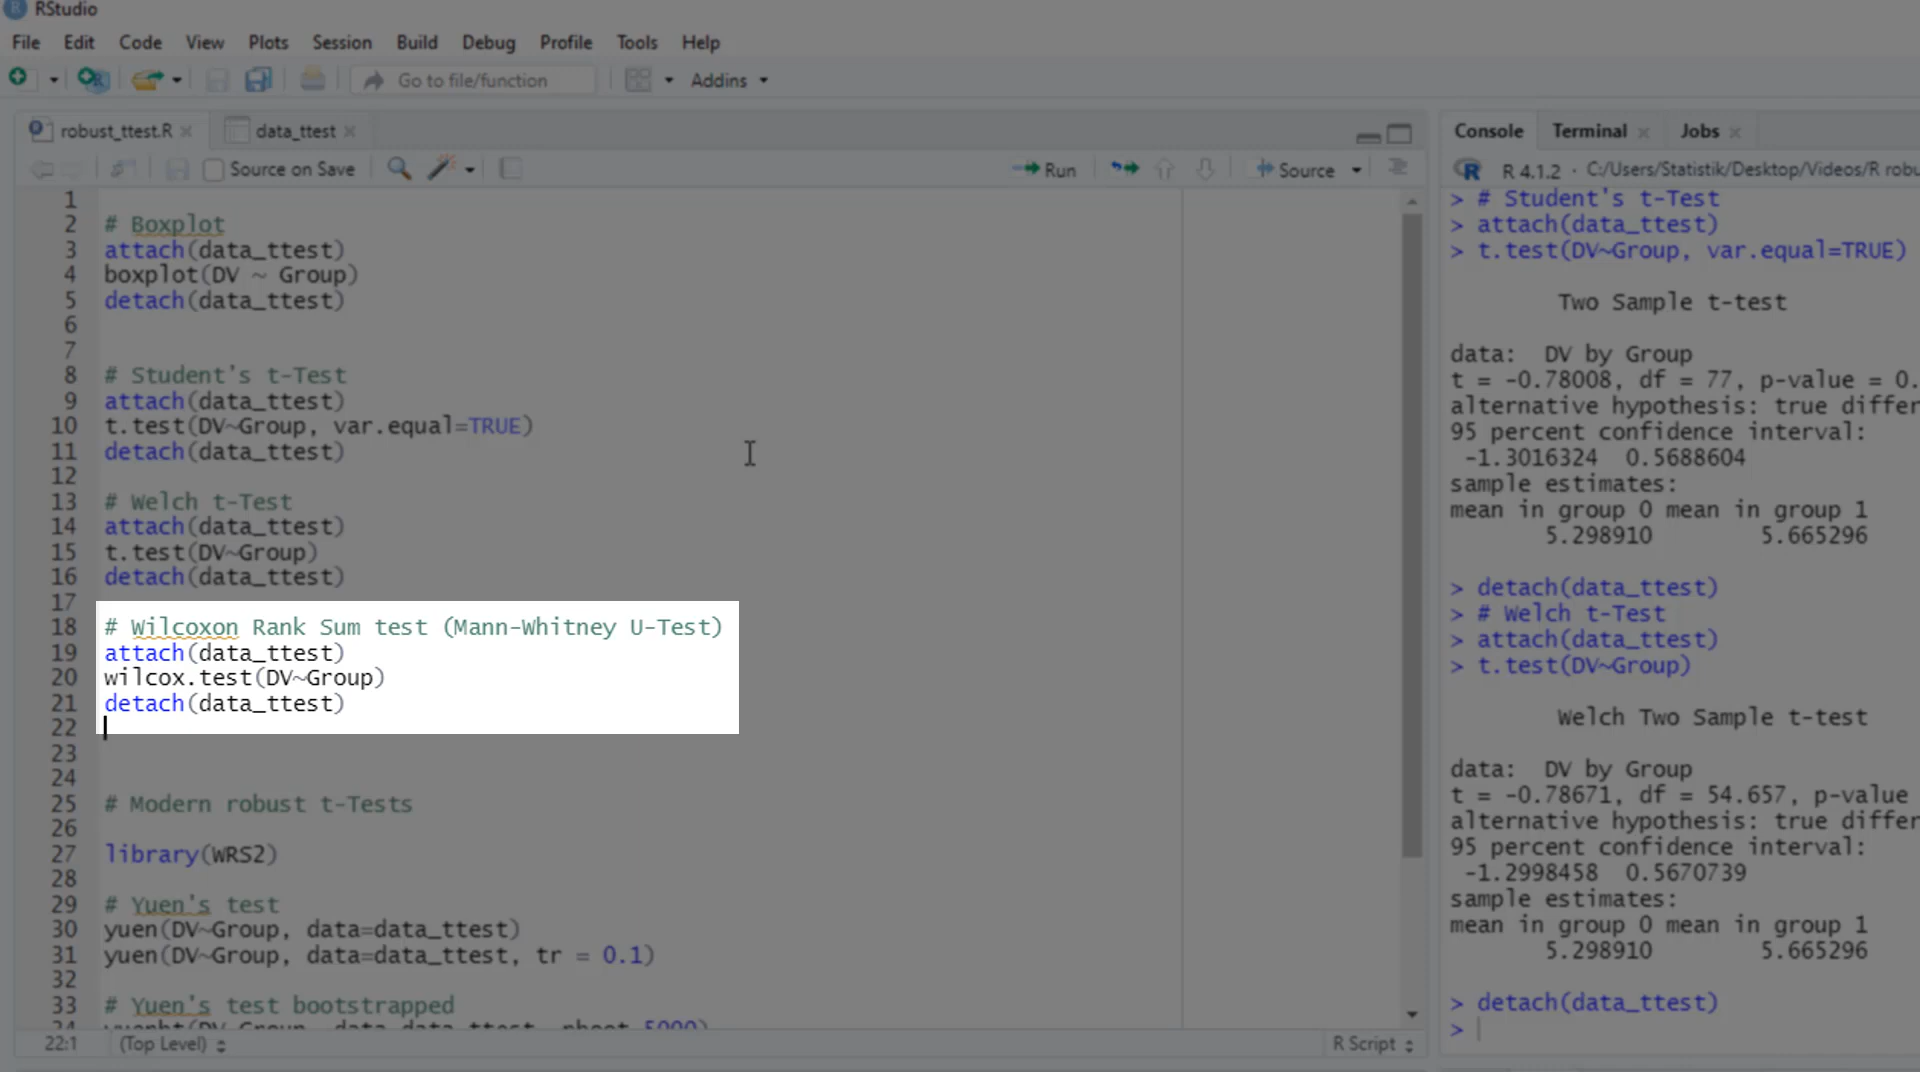 RStudio
File Edit Code View Plots Session Build Debug Profile Tools Help
Go to file/function Addins
robust_ttest.R data_ttest
Source on Save Run Source
1
2 # Boxplot
3 attach(data_ttest)
4 boxplot(DV ~ Group)
5 detach(data_ttest)
6
7
8 # Student's t-Test
9 attach(data_ttest)
10 t.test(DV~Group, var.equal=TRUE)
11 detach(data_ttest)
12
13 # Welch t-Test
14 attach(data_ttest)
15 t.test(DV~Group)
16 detach(data_ttest)
17
18 # Wilcoxon Rank Sum test (Mann-Whitney U-Test)
19 attach(data_ttest)
20 wilcox.test(DV~Group)
21 detach(data_ttest)
22
23
24
25 # Modern robust t-Tests
26
27 library(WRS2)
28
29 # Yuen's test
30 yuen(DV~Group, data=data_ttest)
31 yuen(DV~Group, data=data_ttest, tr = 0.1)
32
33 # Yuen's test bootstrapped
22:1 (Top Level) R Script
Console Terminal Jobs
R 4.1.2 · C:/Users/Statistik/Desktop/Videos/R robu
> # Student's t-Test
> attach(data_ttest)
> t.test(DV~Group, var.equal=TRUE)
Two Sample t-test
data: DV by Group
t = -0.78008, df = 77, p-value = 0.
alternative hypothesis: true differ
95 percent confidence interval:
-1.3016324 0.5688604
sample estimates:
mean in group 0 mean in group 1
5.298910 5.665296
> detach(data_ttest)
> # Welch t-Test
> attach(data_ttest)
> t.test(DV~Group)
Welch Two Sample t-test
data: DV by Group
t = -0.78671, df = 54.657, p-value
alternative hypothesis: true differ
95 percent confidence interval:
-1.2998458 0.5670739
sample estimates:
mean in group 0 mean in group 1
5.298910 5.665296
> detach(data_ttest)
>